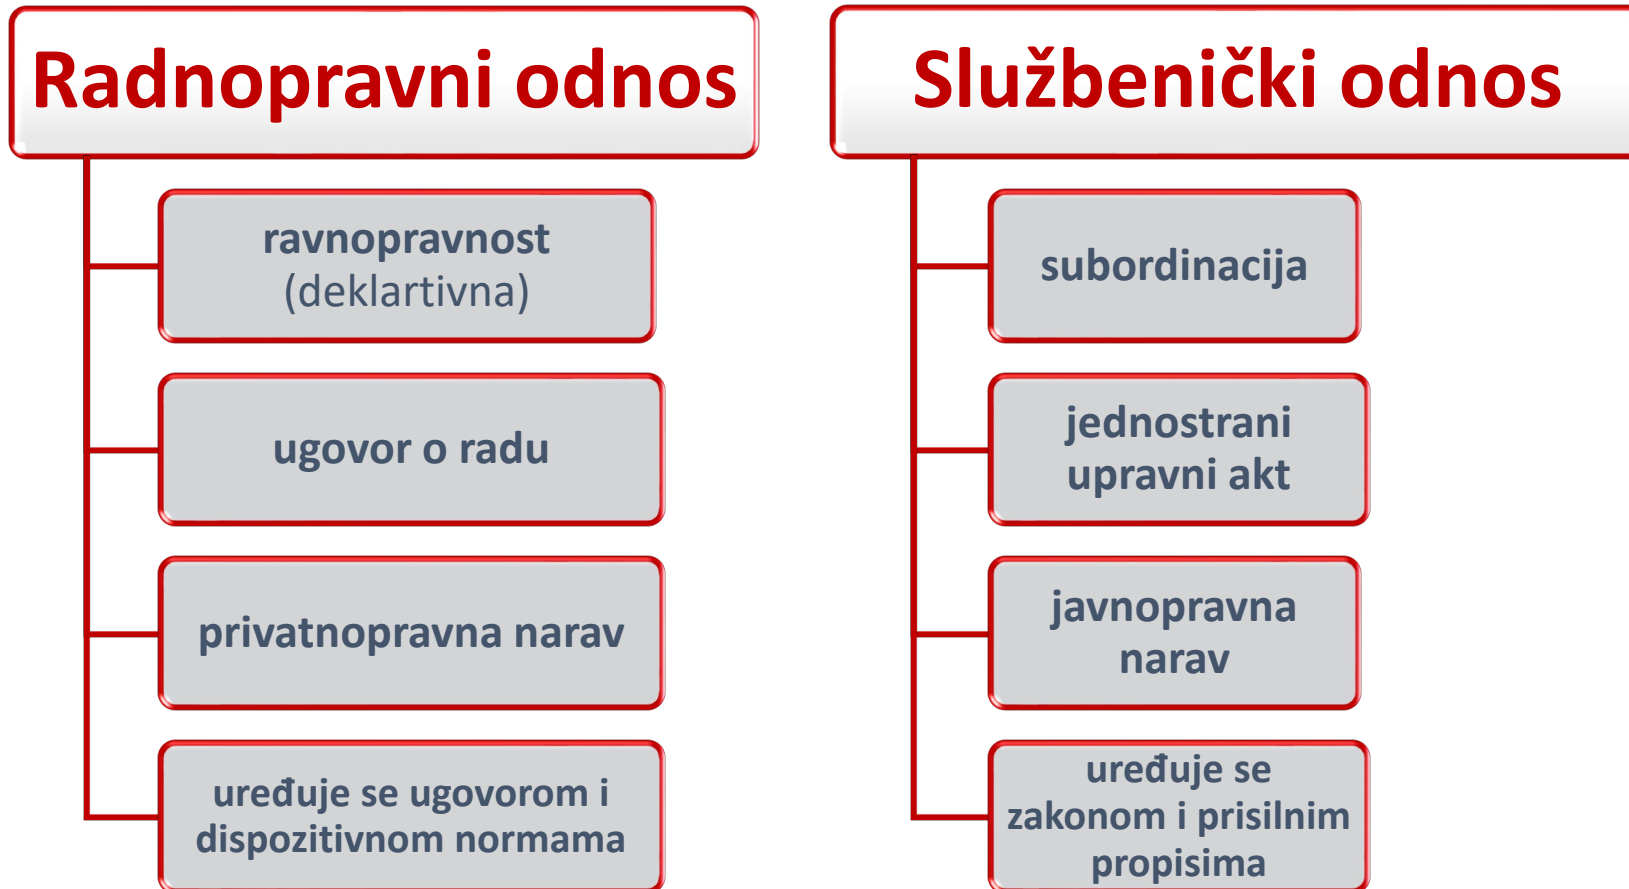 Radnopravni odnos
ravnopravnost
(deklartivna)
ugovor o radu
privatnopravna narav
uređuje se ugovorom i
dispozitivnom normama
Službenički odnos
subordinacija
jednostrani
upravni akt
javnopravna
narav
uređuje se
zakonom i prisilnim
propisima